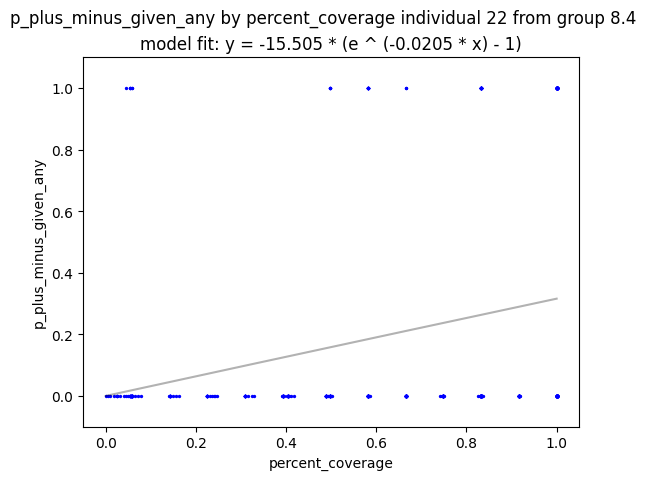 p_plus_minus_given_any by percent_coverage individual 22 from group 8.4
model fit: y = -15.505 * (e ^ (-0.0205 * x) - 1)
1.0
0.8
0.6
0.4
0.2
0.0
p_plus_minus_given_any
0.0 0.2 0.4 0.6 0.8 1.0
percent_coverage